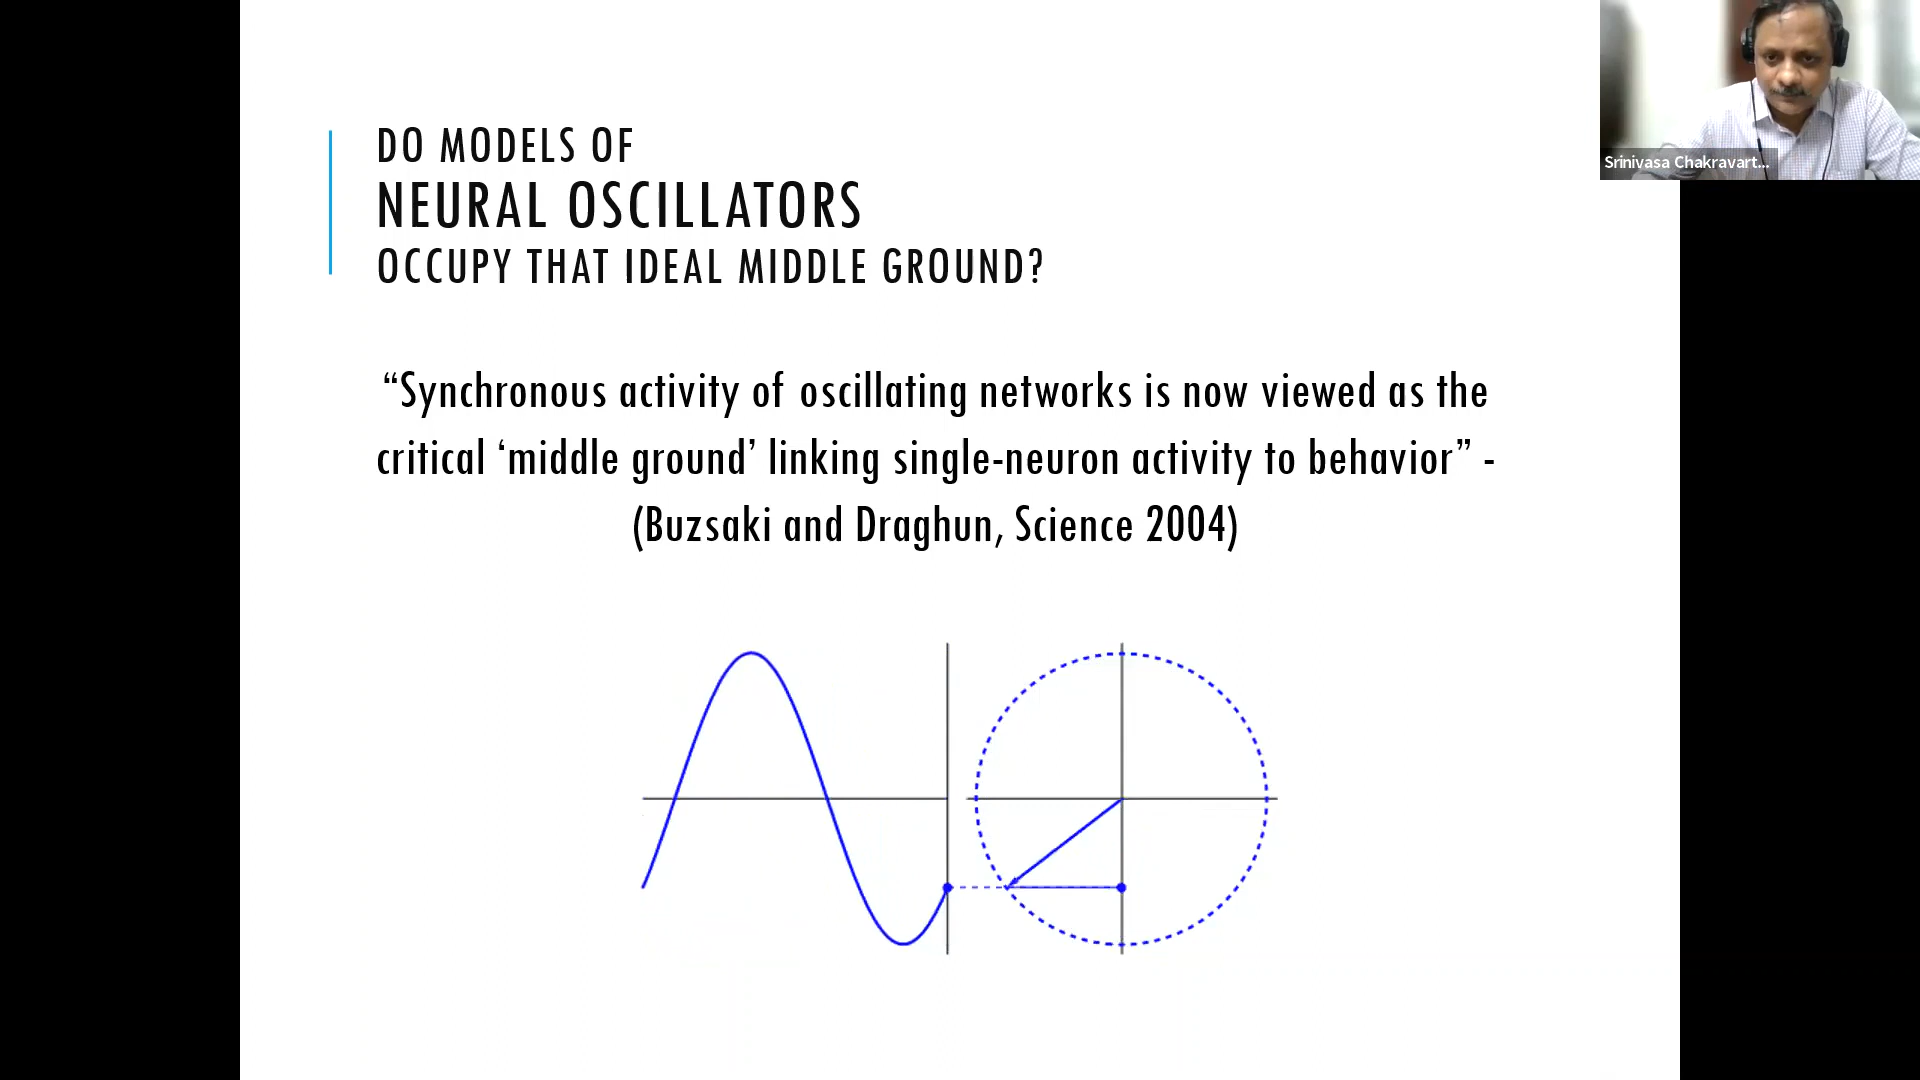 DO MODELS OF
NEURAL OSCILLATORS
OCCUPY THAT IDEAL MIDDLE GROUND?
“Synchronous activity of oscillating networks is now viewed as the
critical ‘middle ground’ linking single-neuron activity to behavior” -
(Buzsaki and Draghun, Science 2004)
Srinivasa Chakravart...